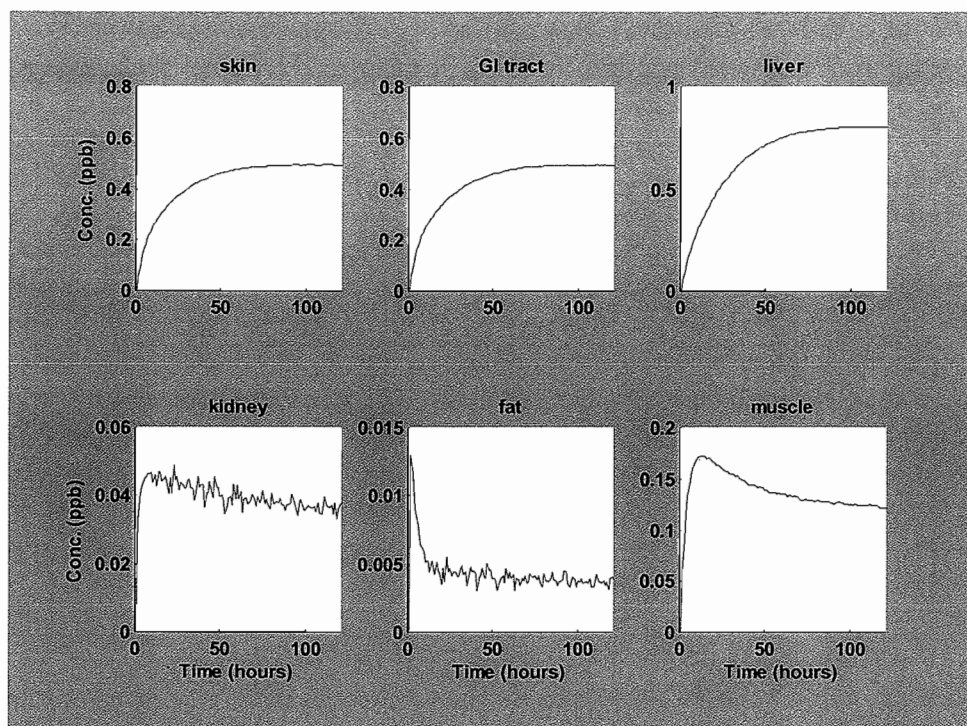 skin
GI tract
liver
Conc. (ppb)
0.8
0.6
0.4
0.2
0
0 50 100
0.8
0.6
0.4
0.2
0
0 50 100
1
0.5
0
0 50 100
kidney
fat
muscle
Conc. (ppb)
0.06
0.04
0.02
0
0 50 100
Time (hours)
0.015
0.01
0.005
0
0 50 100
Time (hours)
0.2
0.15
0.1
0.05
0
0 50 100
Time (hours)